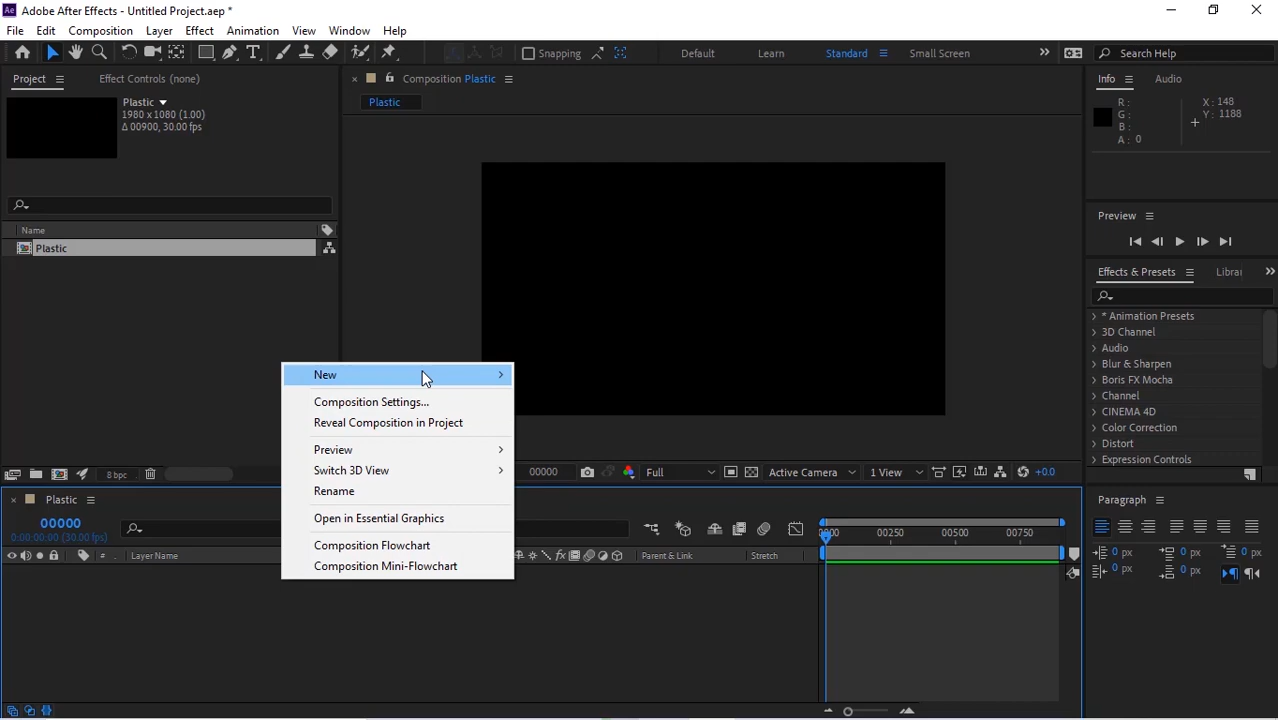 Adobe After Effects - Untitled Project.aep *
File Edit Composition Layer Effect Animation View Window Help
Snapping Default Learn Standard Small Screen Search Help
Project Effect Controls (none)
Composition Plastic
Info Audio
Plastic
1980 x 1080 (1.00)
Δ 00900, 30.00 fps
Plastic
R :
G :
B :
A : 0
X : 148
Y : 1188
Preview
Name
Plastic
Effects & Presets Librai
* Animation Presets
3D Channel
Audio
Blur & Sharpen
Boris FX Mocha
Channel
CINEMA 4D
Color Correction
Distort
Expression Controls
New
Composition Settings...
Reveal Composition in Project
Preview
Switch 3D View
Rename
Open in Essential Graphics
Composition Flowchart
Composition Mini-Flowchart
8 bpc
00000 Full Active Camera 1 View +0.0
Plastic
00000
0:00:00:00 (30.00 fps)
# . Layer Name
Parent & Link Stretch
0000 00250 00500 00750
Paragraph
0 px 0 px 0 px
0 px 0 px